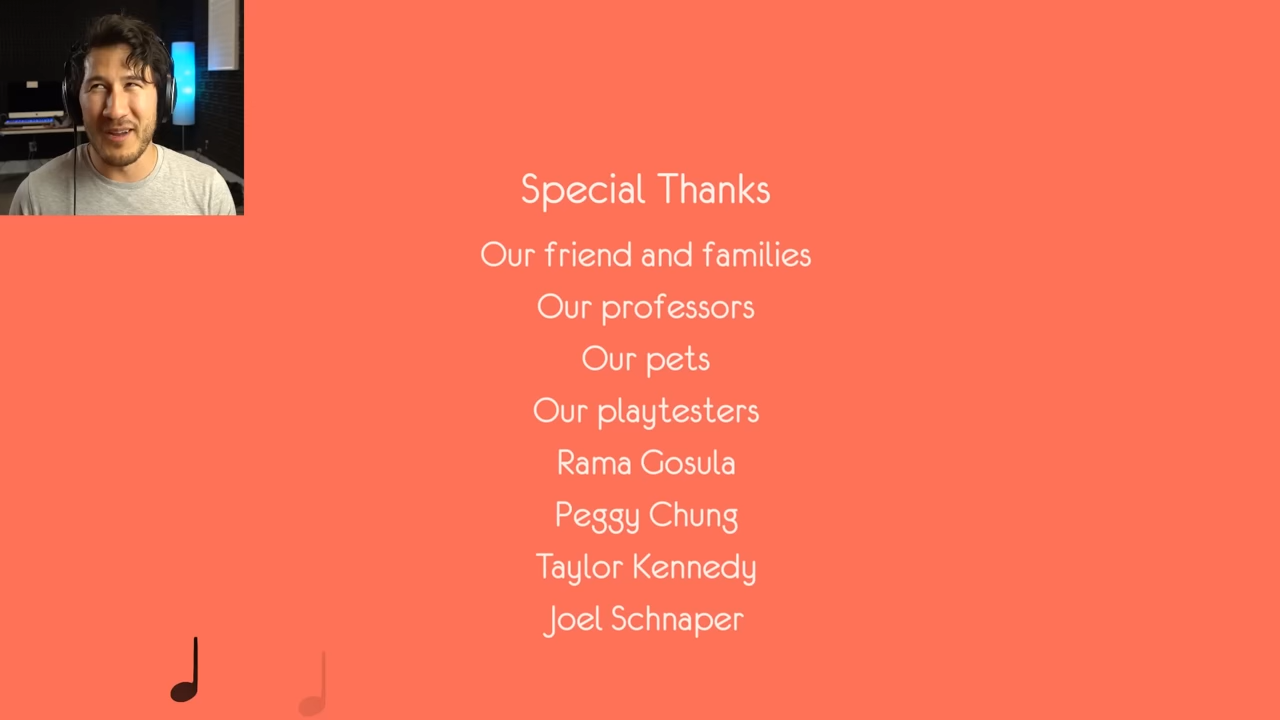 Special Thanks
Our friend and families
Our professors
Our pets
Our playtesters
Rama Gosula
Peggy Chung
Taylor Kennedy
Joel Schnaper